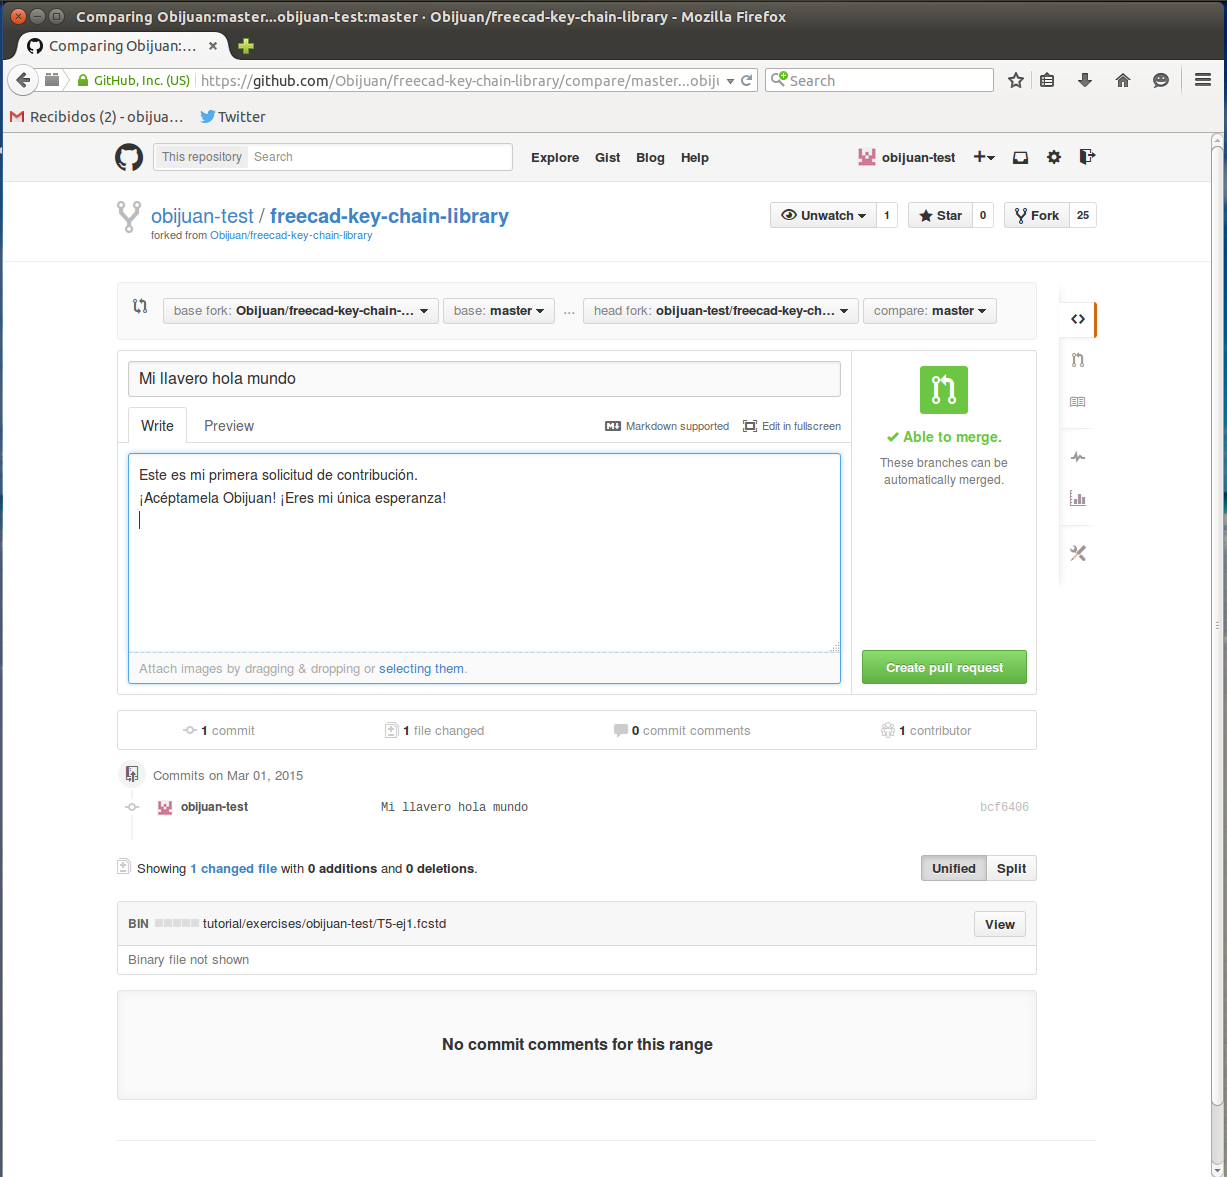 Comparing Obijuan:master...obijuan-test:master · Obijuan/freecad-key-chain-library - Mozilla Firefox
Comparing Obijuan:...
GitHub, Inc. (US) https://github.com/Obijuan/freecad-key-chain-library/compare/master...obiju Search
Recibidos (2) - obijua... Twitter
This repository Search Explore Gist Blog Help obijuan-test
obijuan-test / freecad-key-chain-library Unwatch 1 Star 0 Fork 25
forked from Obijuan/freecad-key-chain-library
base fork: Obijuan/freecad-key-chain-... base: master ... head fork: obijuan-test/freecad-key-ch... compare: master
Mi llavero hola mundo
Write Preview Markdown supported Edit in fullscreen
Able to merge.
These branches can be
automatically merged.
Este es mi primera solicitud de contribución.
¡Acéptamela Obijuan! ¡Eres mi única esperanza!
Attach images by dragging & dropping or selecting them.
Create pull request
1 commit 1 file changed 0 commit comments 1 contributor
Commits on Mar 01, 2015
obijuan-test Mi llavero hola mundo bcf6406
Showing 1 changed file with 0 additions and 0 deletions. Unified Split
BIN tutorial/exercises/obijuan-test/T5-ej1.fcstd View
Binary file not shown
No commit comments for this range